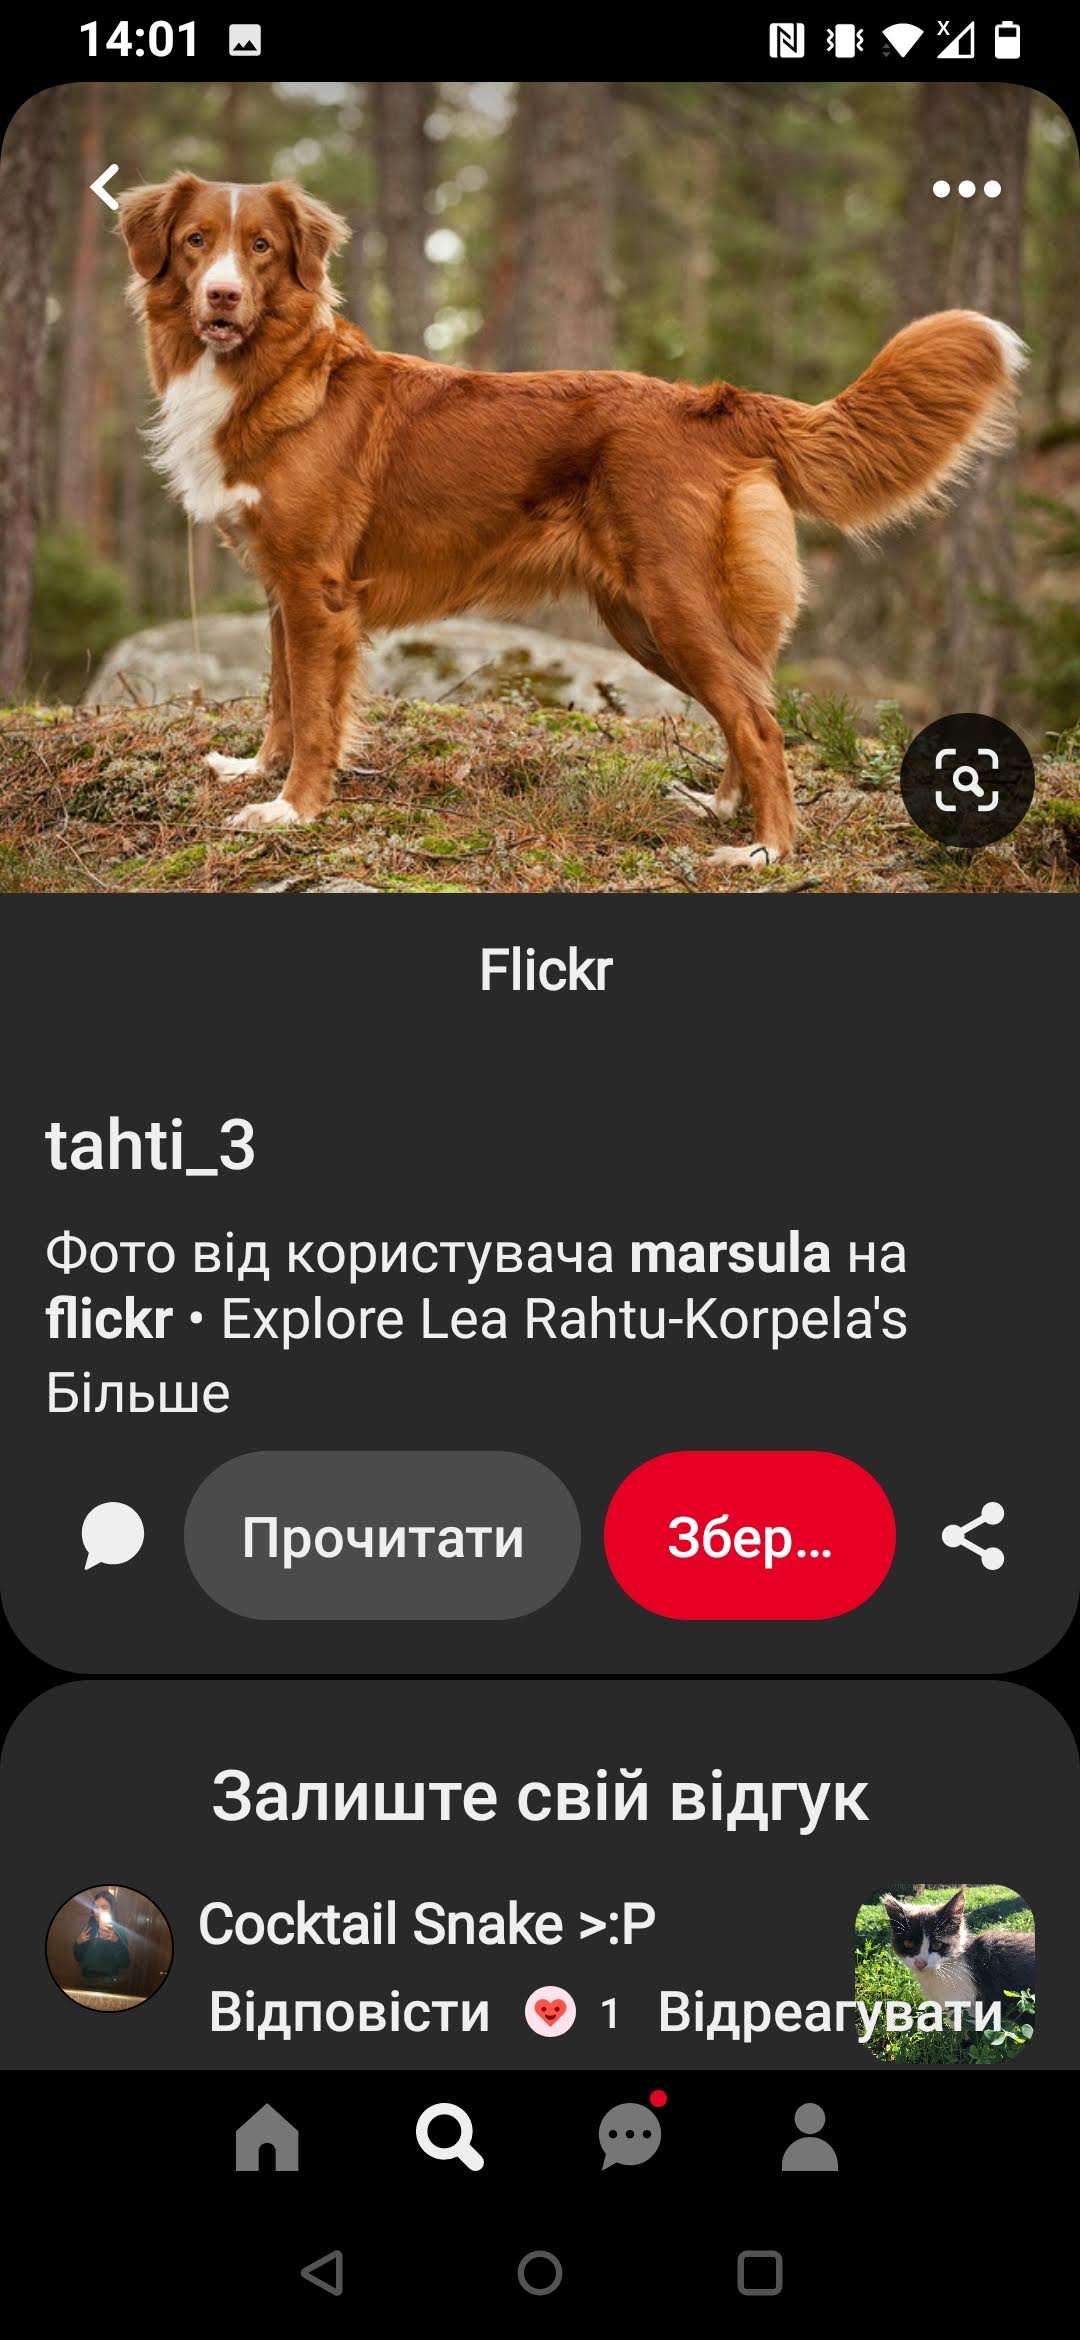 14:01
Flickr
tahti_3
Фото від користувача marsula на
flickr • Explore Lea Rahtu-Korpela's
Більше
Прочитати
Збер...
Залиште свій відгук
Cocktail Snake >:P
Відповісти 1 Відреагувати